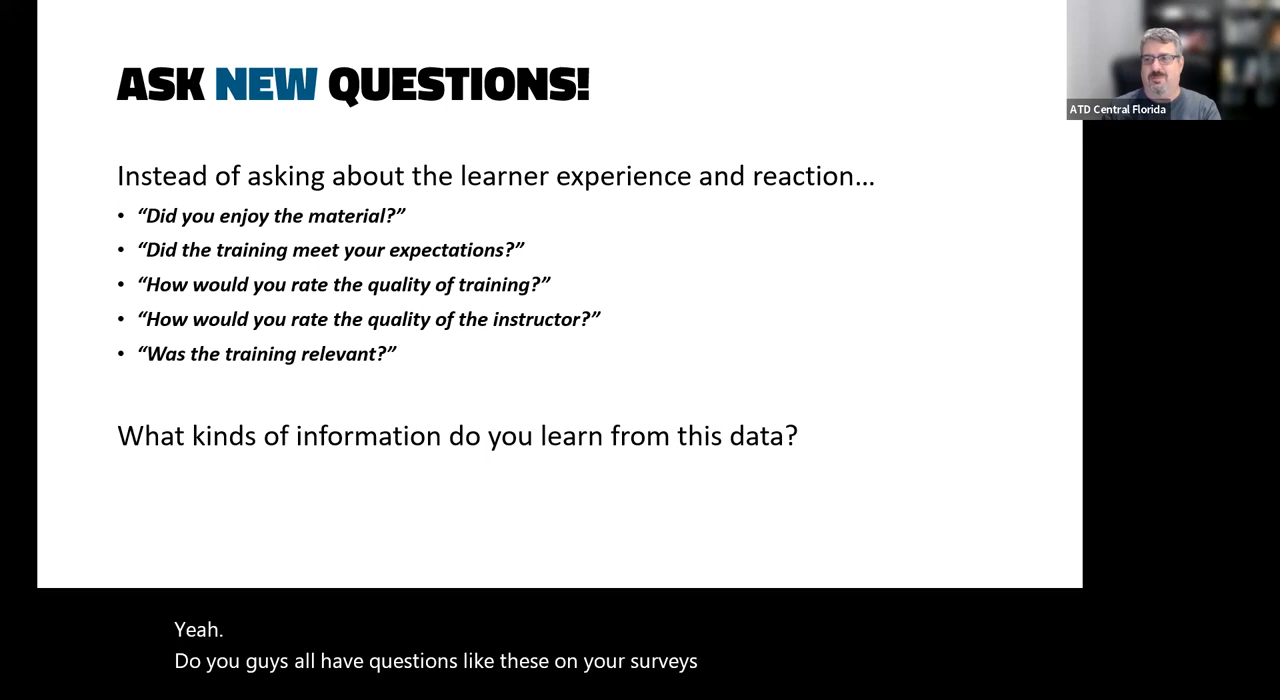 ASK NEW QUESTIONS!
ATD Central Florida
Instead of asking about the learner experience and reaction...
• “Did you enjoy the material?”
• “Did the training meet your expectations?”
• “How would you rate the quality of training?”
• “How would you rate the quality of the instructor?”
• “Was the training relevant?”
What kinds of information do you learn from this data?
Yeah.
Do you guys all have questions like these on your surveys